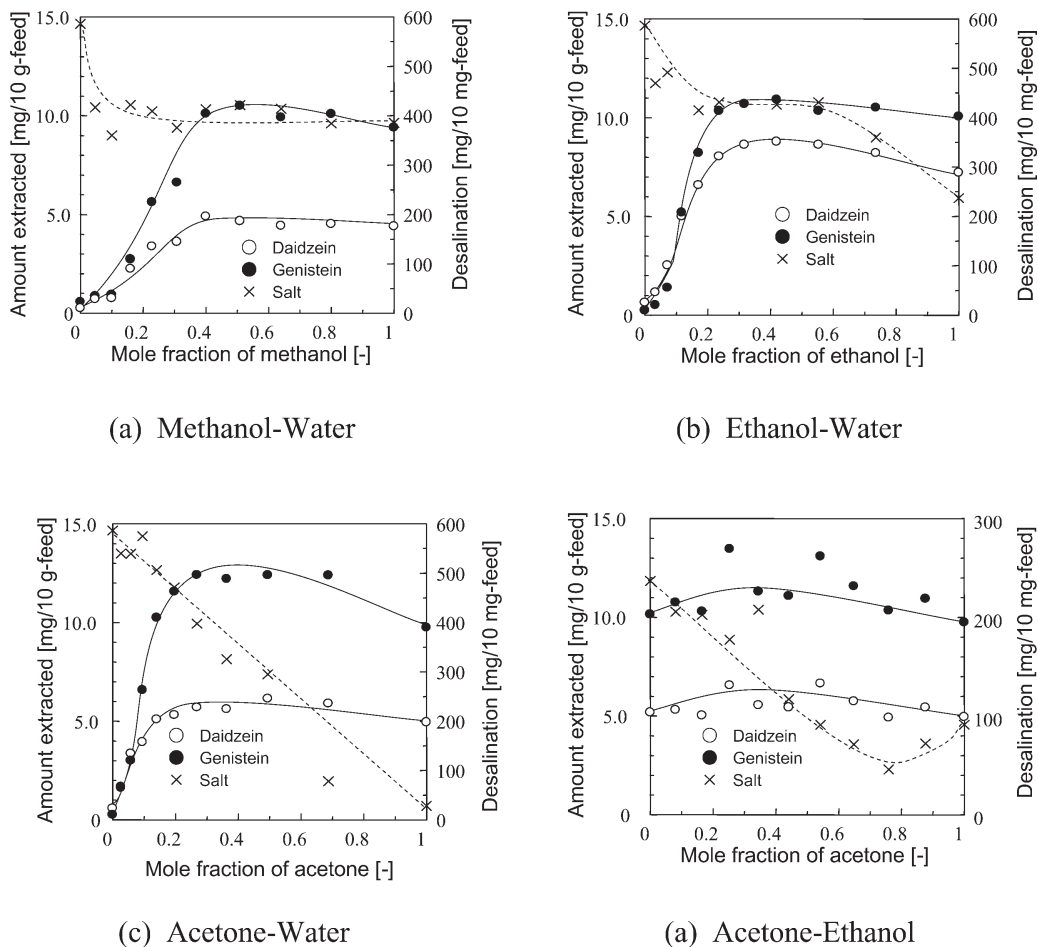 Amount extracted [mg/10 g-feed]
15.0
10.0
5.0
0
600
500
400
300
200
100
0
Desalination [mg/10 mg-feed]
Daidzein
Genistein
Salt
0 0.2 0.4 0.6 0.8 1
Mole fraction of methanol [-]
(a) Methanol-Water
Amount extracted [mg/10 g-feed]
15.0
10.0
5.0
0
600
500
400
300
200
100
0
Desalination [mg/10 mg-feed]
Daidzein
Genistein
Salt
0 0.2 0.4 0.6 0.8 1
Mole fraction of ethanol [-]
(b) Ethanol-Water
Amount extracted [mg/10 g-feed]
15.0
10.0
5.0
0
600
500
400
300
200
100
0
Desalination [mg/10 mg-feed]
Daidzein
Genistein
Salt
0 0.2 0.4 0.6 0.8 1
Mole fraction of acetone [-]
(c) Acetone-Water
Amount extracted [mg/10 g-feed]
15.0
10.0
5.0
0
300
200
100
0
Desalination [mg/10 mg-feed]
Daidzein
Genistein
Salt
0 0.2 0.4 0.6 0.8 1
Mole fraction of acetone [-]
(a) Acetone-Ethanol